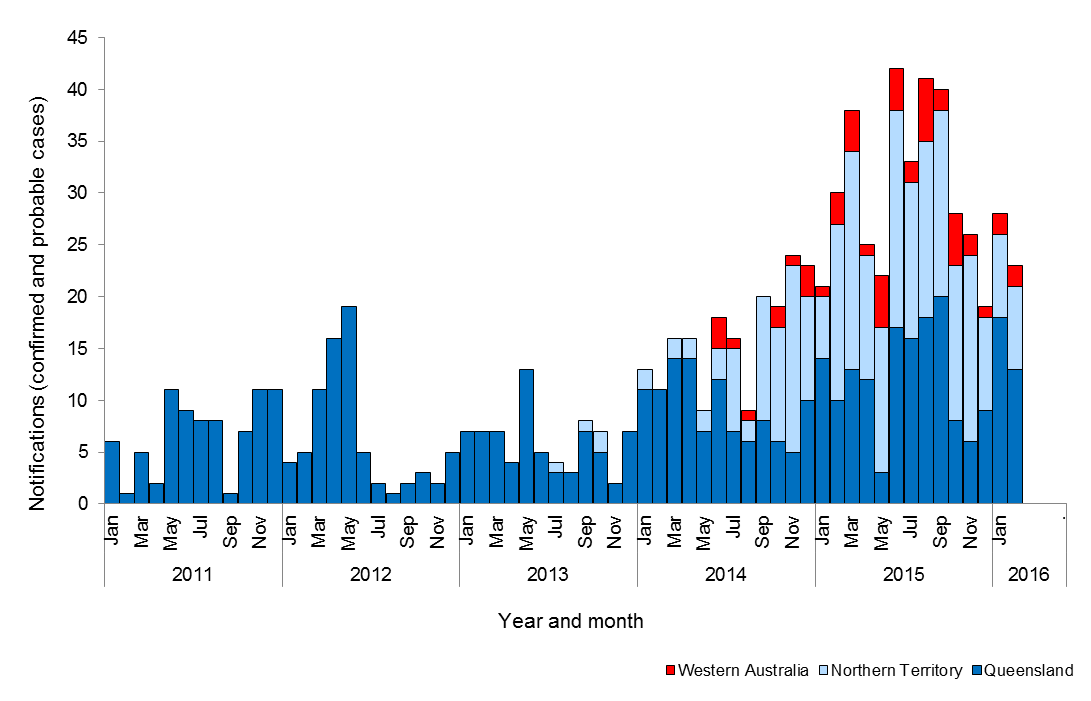 Notifications (confirmed and probable cases)
45
40
35
30
25
20
15
10
5
0
Jan Mar May Jul Sep Nov Jan Mar May Jul Sep Nov Jan Mar May Jul Sep Nov Jan Mar May Jul Sep Nov Jan Mar May Jul Sep Nov Jan .
2011 2012 2013 2014 2015 2016
Year and month
Western Australia Northern Territory Queensland